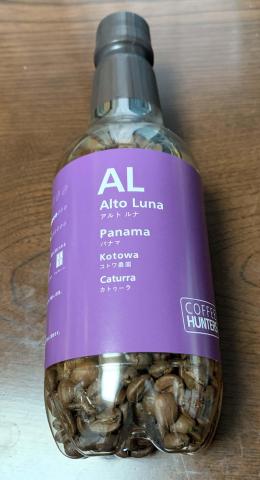 AL
Alto Luna
アルト ルナ
Panama
パナマ
Kotowa
コトワ農園
Caturra
カトゥーラ
COFFEE
HUNTERS